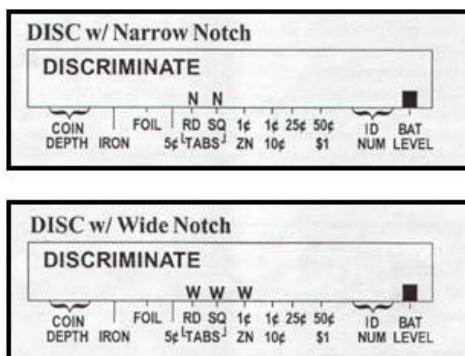 DISC w/ Narrow Notch
DISCRIMINATE
N N
COIN FOIL RD SQ 1¢ 1¢ 25¢ 50¢ ID BAT
DEPTH IRON 5¢ TABS ZN 10¢ $1 NUM LEVEL
DISC w/ Wide Notch
DISCRIMINATE
W W W
COIN FOIL RD SQ 1¢ 1¢ 25¢ 50¢ ID BAT
DEPTH IRON 5¢ TABS ZN 10¢ $1 NUM LEVEL